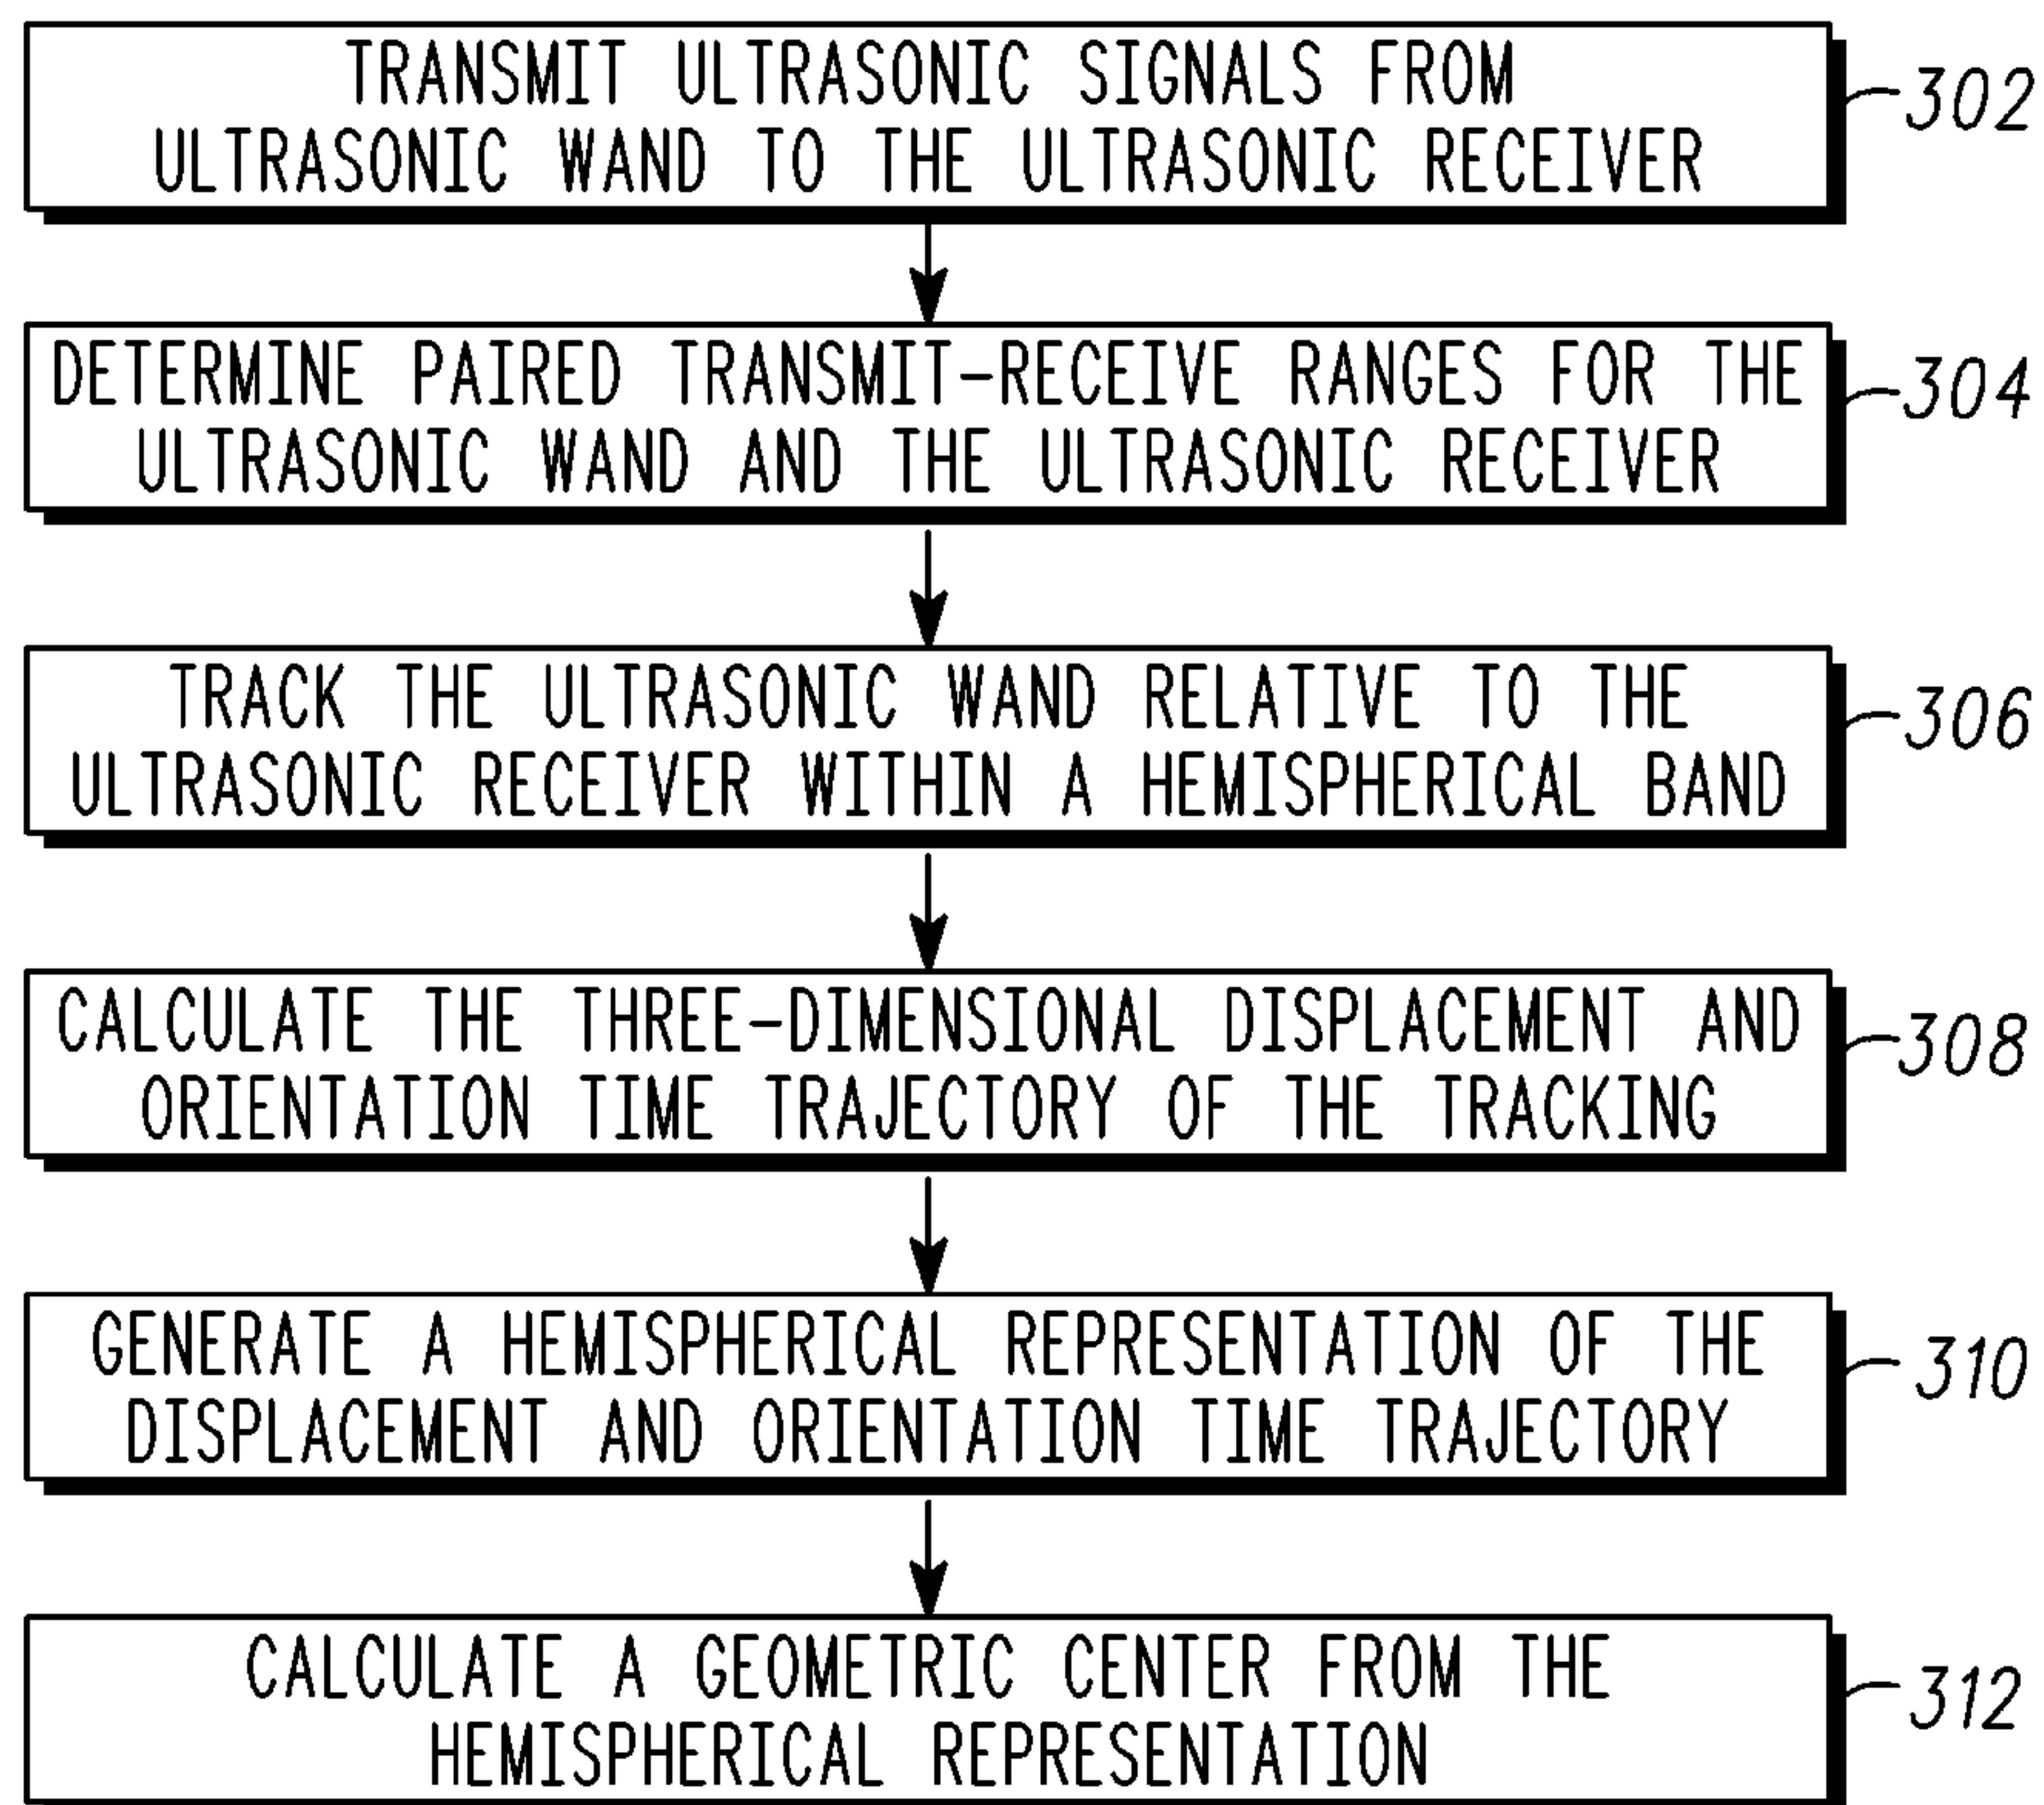 TRANSMIT ULTRASONIC SIGNALS FROM
ULTRASONIC WAND TO THE ULTRASONIC RECEIVER
302
DETERMINE PAIRED TRANSMIT-RECEIVE RANGES FOR THE
ULTRASONIC WAND AND THE ULTRASONIC RECEIVER
304
TRACK THE ULTRASONIC WAND RELATIVE TO THE
ULTRASONIC RECEIVER WITHIN A HEMISPHERICAL BAND
306
CALCULATE THE THREE-DIMENSIONAL DISPLACEMENT AND
ORIENTATION TIME TRAJECTORY OF THE TRACKING
308
GENERATE A HEMISPHERICAL REPRESENTATION OF THE
DISPLACEMENT AND ORIENTATION TIME TRAJECTORY
310
CALCULATE A GEOMETRIC CENTER FROM THE
HEMISPHERICAL REPRESENTATION
312